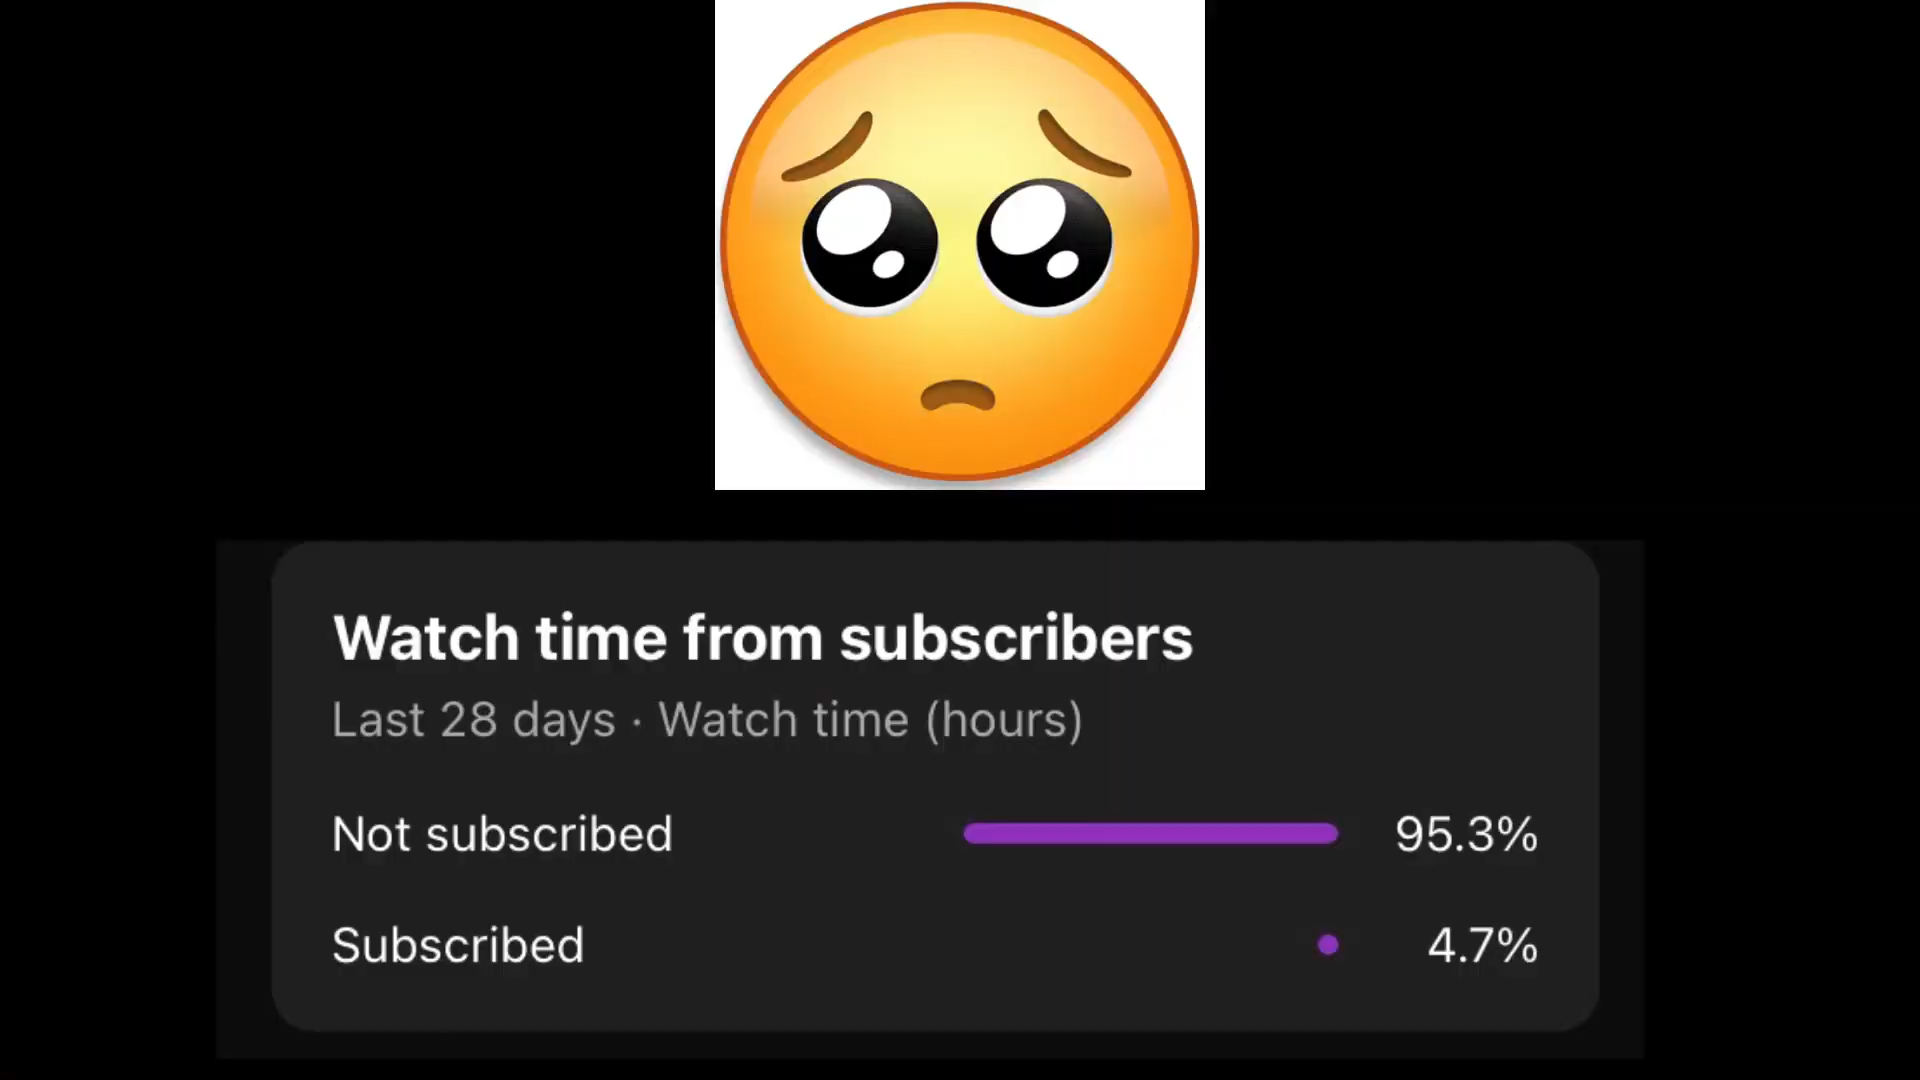 Watch time from subscribers
Last 28 days · Watch time (hours)
Not subscribed 95.3%
Subscribed 4.7%